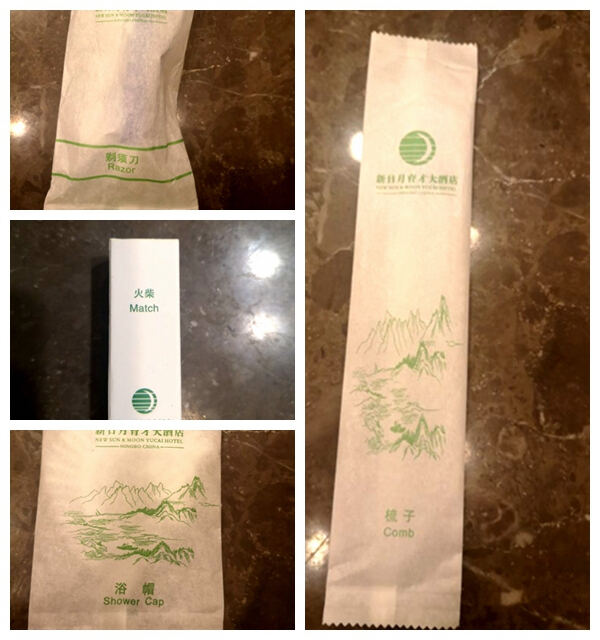 剃须刀
Razor
火柴
Match
新日月育才大酒店
NEW SUN & MOON YUCAI HOTEL
NINGBO CHINA
浴帽
Shower Cap
新日月育才大酒店
NEW SUN & MOON YUCAI HOTEL
梳子
Comb